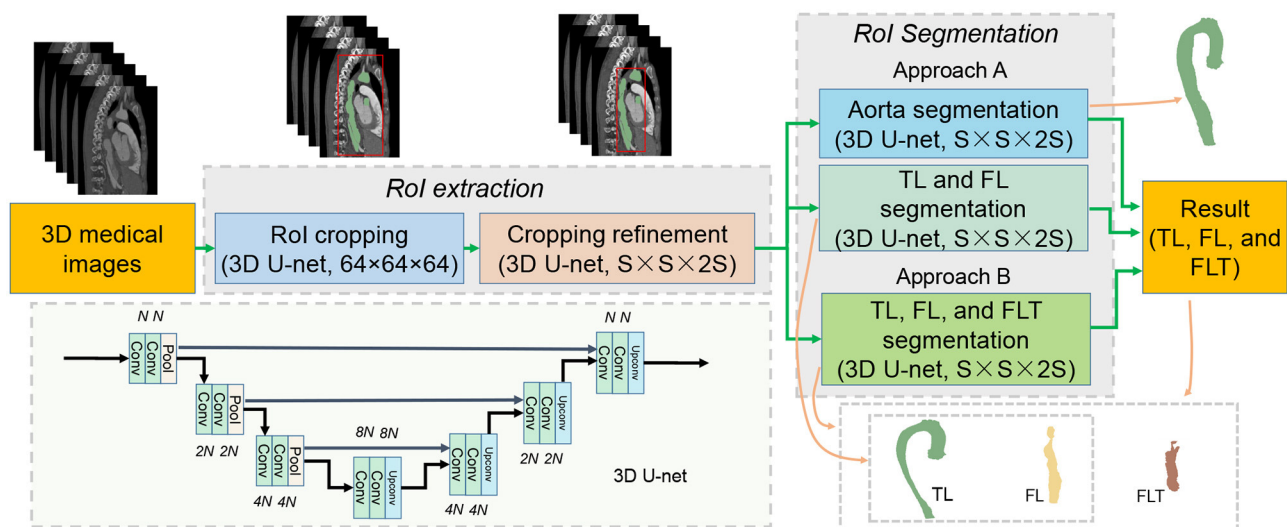 RoI Segmentation
Approach A
Aorta segmentation
(3D U-net, S×S×2S)
RoI extraction
TL and FL
segmentation
(3D U-net, S×S×2S)
3D medical
images
RoI cropping
(3D U-net, 64×64×64)
Cropping refinement
(3D U-net, S×S×2S)
Result
(TL, FL, and
FLT)
Approach B
TL, FL, and FLT
segmentation
(3D U-net, S×S×2S)
N N
Conv
Conv
Pool
N N
Conv
Conv
Upconv
Conv
Conv
Pool
2N 2N
Conv
Conv
Upconv
2N 2N
Conv
Conv
Pool
4N 4N
8N 8N
Conv
Conv
Upconv
Conv
Conv
Upconv
4N 4N
3D U-net
TL
FL
FLT